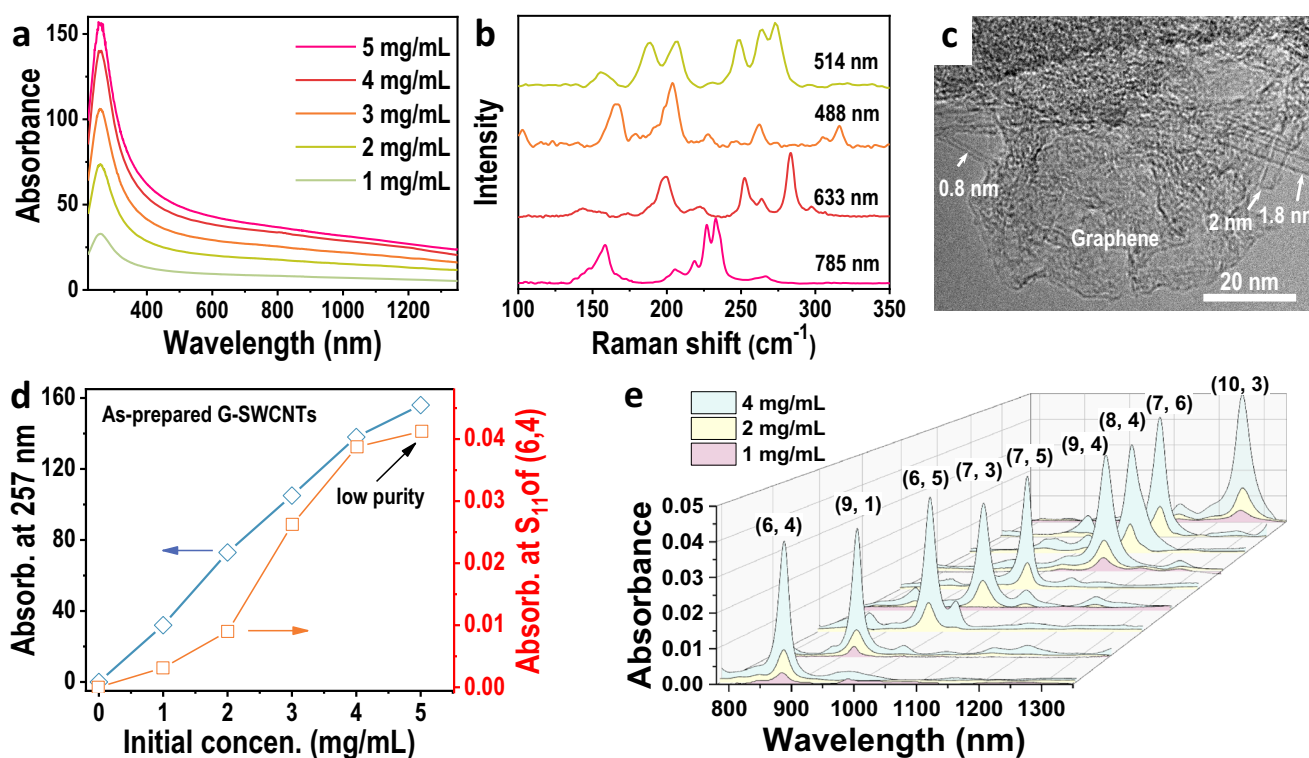 a
150
100
50
0
400
600
800
1000
1200
Absorbance
Wavelength (nm)
5 mg/mL
4 mg/mL
3 mg/mL
2 mg/mL
1 mg/mL
b
514 nm
488 nm
633 nm
785 nm
Intensity
100
150
200
250
300
350
Raman shift (cm⁻¹)
c
0.8 nm
2 nm
1.8 nm
Graphene
20 nm
d
As-prepared G-SWCNTs
low purity
160
120
80
40
0
Absorb. at 257 nm
0.04
0.03
0.02
0.01
0.00
Absorb. at S₁₁of (6,4)
0
1
2
3
4
5
Initial concen. (mg/mL)
e
4 mg/mL
2 mg/mL
1 mg/mL
(6, 4)
(9, 1)
(6, 5)
(7, 3)
(7, 5)
(9, 4)
(8, 4)
(7, 6)
(10, 3)
0.05
0.04
0.03
0.02
0.01
0.00
Absorbance
800
900
1000
1100
1200
1300
Wavelength (nm)